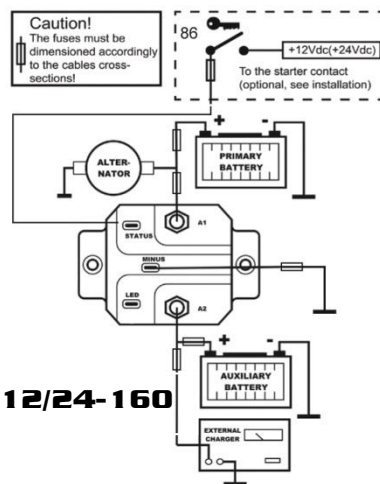 Caution!
The fuses must be
dimensioned accordingly
to the cables cross-
sections!
86
+12Vdc(+24Vdc)
To the starter contact
(optional, see installation)
+ -
ALTER-
NATOR
PRIMARY
BATTERY
A1
STATUS
MINUS
LED
A2
+ -
AUXILIARY
BATTERY
12/24-160
EXTERNAL
CHARGER